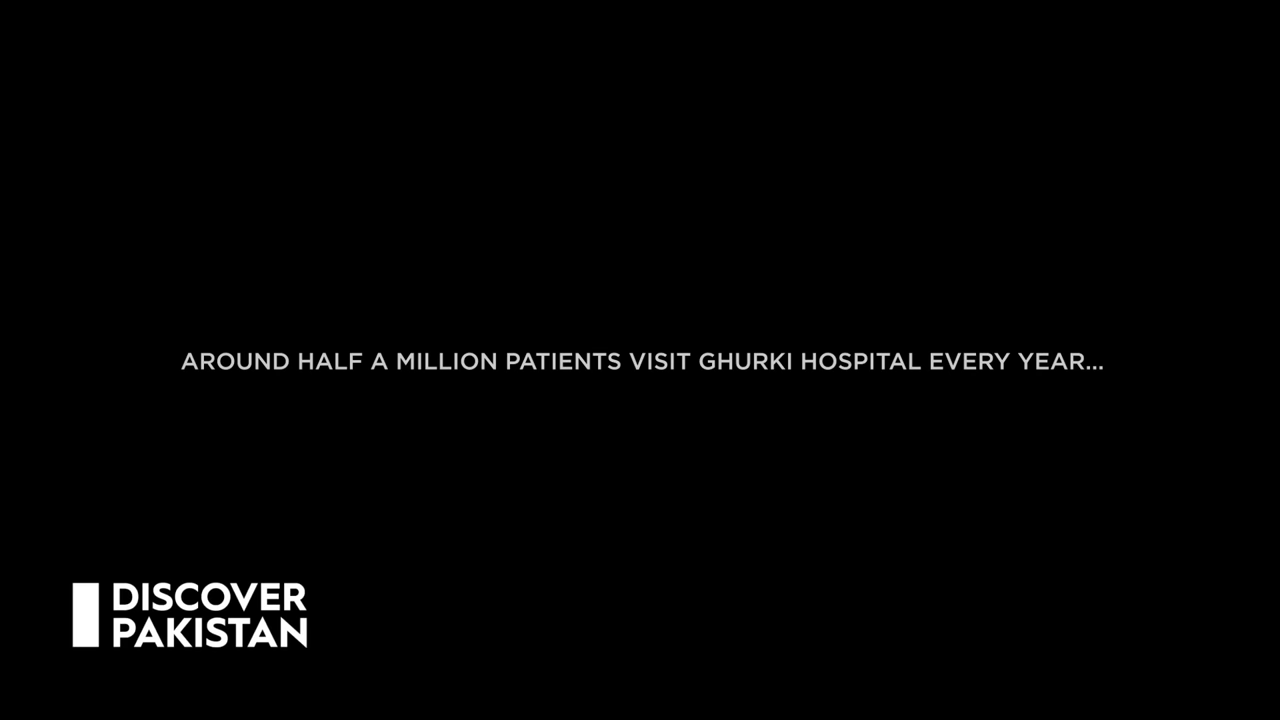 AROUND HALF A MILLION PATIENTS VISIT GHURKI HOSPITAL EVERY YEAR...
DISCOVER
PAKISTAN